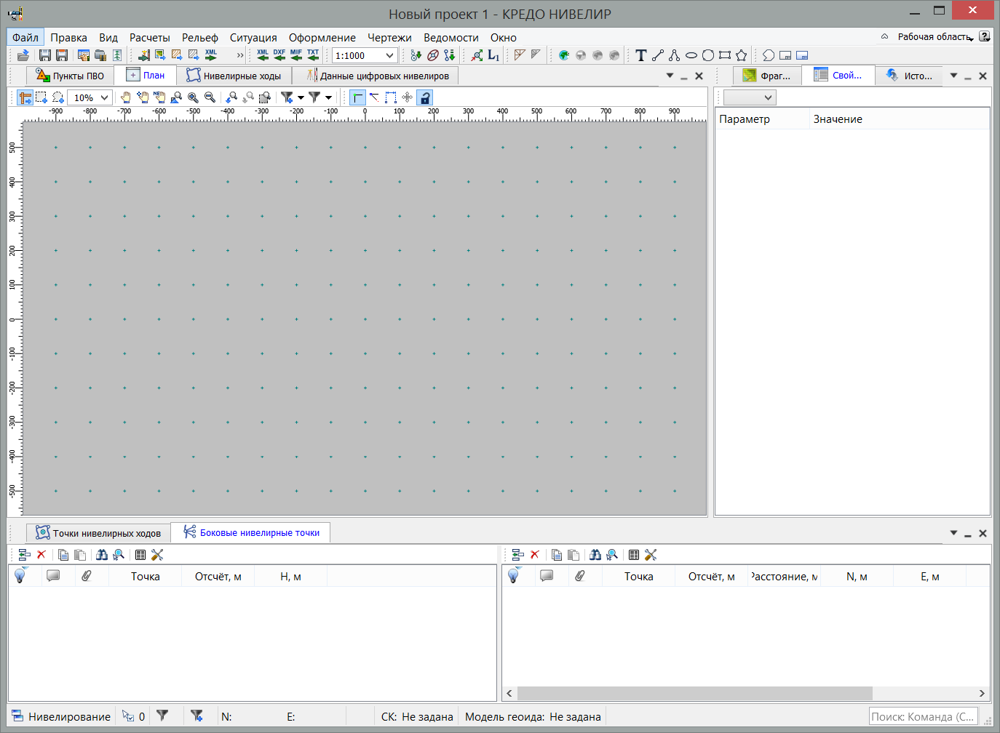 Новый проект 1 - КРЕДО НИВЕЛИР
Файл Правка Вид Расчеты Рельеф Ситуация Оформление Чертежи Ведомости Окно Рабочая область
XML XML DXF MIF TXT 1:1000 L1 T
Пункты ПВО План Нивелирные ходы Данные цифровых нивелиров Фраг... Свой... Исто...
10% NE
-900 -800 -700 -600 -500 -400 -300 -200 -100 0 100 200 300 400 500 600 700 800 900
Параметр Значение
500
400
300
200
100
0
-100
-200
-300
-400
-500
Точки нивелирных ходов Боковые нивелирные точки
Точка Отсчёт, м H, м Точка Отсчёт, м Расстояние, м N, м E, м
Нивелирование 0 N: E: СК: Не задана Модель геоида: Не задана Поиск: Команда (C...